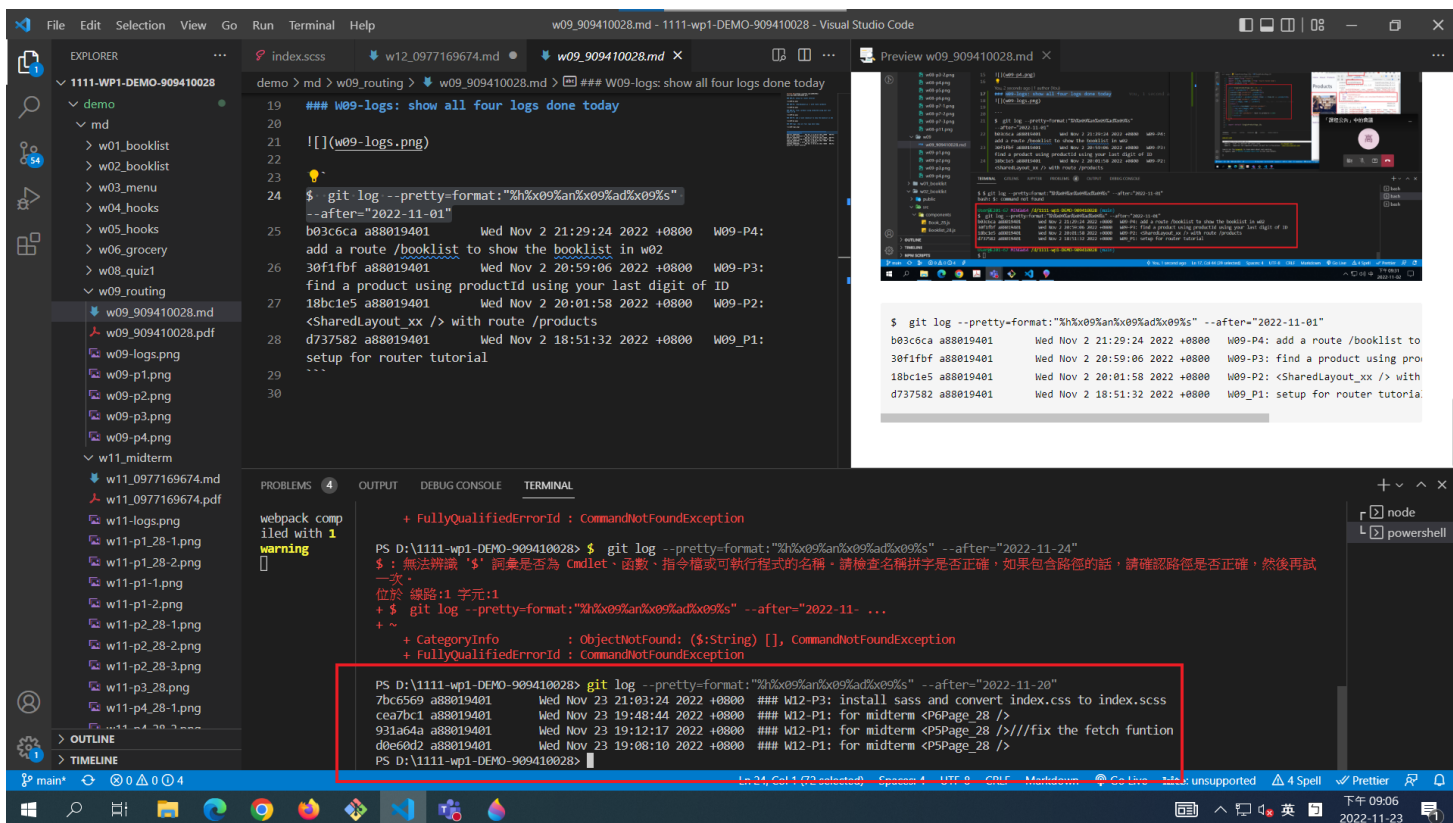 File Edit Selection View Go Run Terminal Help
w09_909410028.md - 1111-wp1-DEMO-909410028 - Visual Studio Code
EXPLORER
1111-WP1-DEMO-909410028
demo
md
w01_booklist
w02_booklist
w03_menu
w04_hooks
w05_hooks
w06_grocery
w08_quiz1
w09_routing
w09_909410028.md
w09_909410028.pdf
w09-logs.png
w09-p1.png
w09-p2.png
w09-p3.png
w09-p4.png
w11_midterm
w11_0977169674.md
w11_0977169674.pdf
w11-logs.png
w11-p1_28-1.png
w11-p1_28-2.png
w11-p1-1.png
w11-p1-2.png
w11-p2_28-1.png
w11-p2_28-2.png
w11-p2_28-3.png
w11-p3_28.png
w11-p4_28-1.png
OUTLINE
TIMELINE
1
54
1
index.scss
w12_0977169674.md
w09_909410028.md
demo > md > w09_routing > w09_909410028.md > ### W09-logs: show all four logs done today
19 ### W09-logs: show all four logs done today
20
21 ![](w09-logs.png)
22
23
24 $ git log --pretty=format:"%h%x09%an%x09%ad%x09%s"
--after="2022-11-01"
25 b03c6ca a88019401 Wed Nov 2 21:29:24 2022 +0800 W09-P4:
add a route /booklist to show the booklist in w02
26 30f1fbf a88019401 Wed Nov 2 20:59:06 2022 +0800 W09-P3:
find a product using productId using your last digit of ID
27 18bc1e5 a88019401 Wed Nov 2 20:01:58 2022 +0800 W09-P2:
<SharedLayout_xx /> with route /products
28 d737582 a88019401 Wed Nov 2 18:51:32 2022 +0800 W09_P1:
setup for router tutorial
29 ```
30
Preview w09_909410028.md
$ git log --pretty=format:"%h%x09%an%x09%ad%x09%s" --after="2022-11-01"
b03c6ca a88019401 Wed Nov 2 21:29:24 2022 +0800 W09-P4: add a route /booklist to
30f1fbf a88019401 Wed Nov 2 20:59:06 2022 +0800 W09-P3: find a product using
18bc1e5 a88019401 Wed Nov 2 20:01:58 2022 +0800 W09-P2: <SharedLayout_xx /> with
d737582 a88019401 Wed Nov 2 18:51:32 2022 +0800 W09_P1: setup for router
PROBLEMS 4 OUTPUT DEBUG CONSOLE TERMINAL
webpack comp
iled with 1
warning
+ FullyQualifiedErrorId : CommandNotFoundException
PS D:\1111-wp1-DEMO-909410028> $ git log --pretty=format:"%h%x09%an%x09%ad%x09%s" --after="2022-11-24"
$ : 無法辨識 '$' 詞彙是否為 Cmdlet、函數、指令檔或可執行程式的名稱。請檢查名稱拼字是否正確，如果包含路徑的話，請確認路徑是否正確，然後再試
一次。
位於 線路:1 字元:1
+ $ git log --pretty=format:"%h%x09%an%x09%ad%x09%s" --after="2022-11- ...
+ ~
+ CategoryInfo : ObjectNotFound: ($:String) [], CommandNotFoundException
+ FullyQualifiedErrorId : CommandNotFoundException
PS D:\1111-wp1-DEMO-909410028> git log --pretty=format:"%h%x09%an%x09%ad%x09%s" --after="2022-11-20"
7bc6569 a88019401 Wed Nov 23 21:03:24 2022 +0800 ### W12-P3: install sass and convert index.css to index.scss
cea7bc1 a88019401 Wed Nov 23 19:48:44 2022 +0800 ### W12-P1: for midterm <P6Page_28 />
931a64a a88019401 Wed Nov 23 19:12:17 2022 +0800 ### W12-P1: for midterm <P5Page_28 />///fix the fetch funtion
d0e60d2 a88019401 Wed Nov 23 19:08:10 2022 +0800 ### W12-P1: for midterm <P5Page_28 />
PS D:\1111-wp1-DEMO-909410028>
node
powershell
main* 0 0 4
Ln 24, Col 1 (72 selected) Spaces: 4 UTF-8 CRLF Markdown Go Live unsupported 4 Spell Prettier
英
下午 09:06
2022-11-23
1